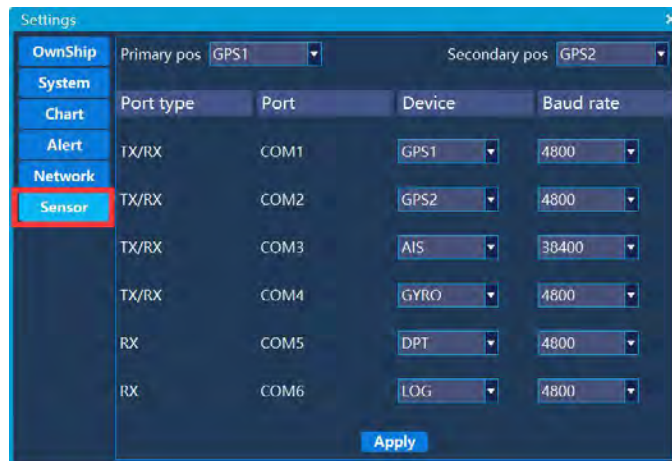 Settings
OwnShip
System
Chart
Alert
Network
Sensor
Primary pos GPS1 Secondary pos GPS2
Port type Port Device Baud rate
TX/RX COM1 GPS1 4800
TX/RX COM2 GPS2 4800
TX/RX COM3 AIS 38400
TX/RX COM4 GYRO 4800
RX COM5 DPT 4800
RX COM6 LOG 4800
Apply